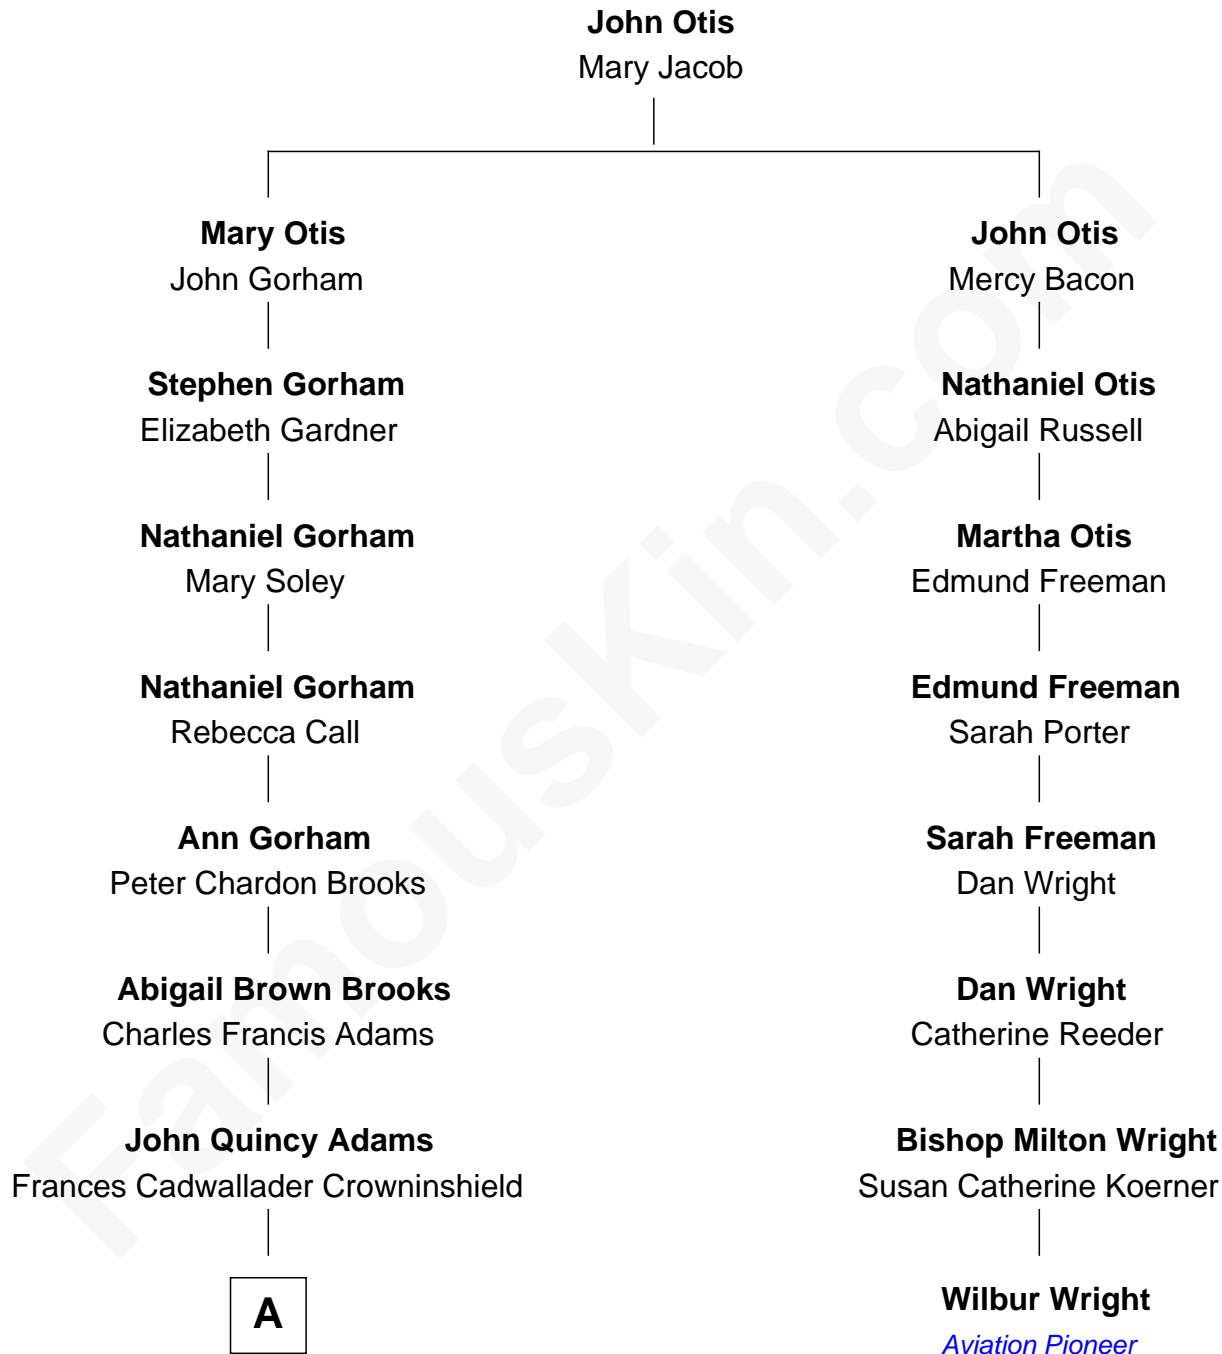 John Otis
Mary Jacob
Mary Otis
John Gorham
John Otis
Mercy Bacon
Stephen Gorham
Elizabeth Gardner
Nathaniel Otis
Abigail Russell
Nathaniel Gorham
Mary Soley
Martha Otis
Edmund Freeman
Nathaniel Gorham
Rebecca Call
Edmund Freeman
Sarah Porter
Ann Gorham
Peter Chardon Brooks
Sarah Freeman
Dan Wright
Abigail Brown Brooks
Charles Francis Adams
Dan Wright
Catherine Reeder
John Quincy Adams
Frances Cadwallader Crowninshield
Bishop Milton Wright
Susan Catherine Koerner
A
Wilbur Wright
Aviation Pioneer
FamousKin.com